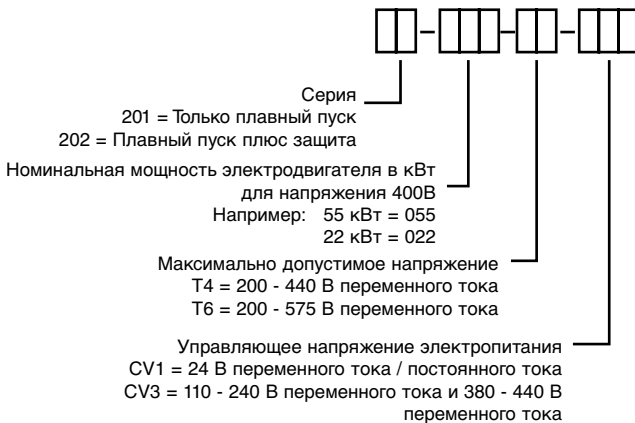 Серия
201 = Только плавный пуск
202 = Плавный пуск плюс защита
Номинальная мощность электродвигателя в кВт
для напряжения 400В
Например: 55 кВт = 055
22 кВт = 022
Максимально допустимое напряжение
T4 = 200 - 440 В переменного тока
T6 = 200 - 575 В переменного тока
Управляющее напряжение электропитания
CV1 = 24 В переменного тока / постоянного тока
CV3 = 110 - 240 В переменного тока и 380 - 440 В
переменного тока